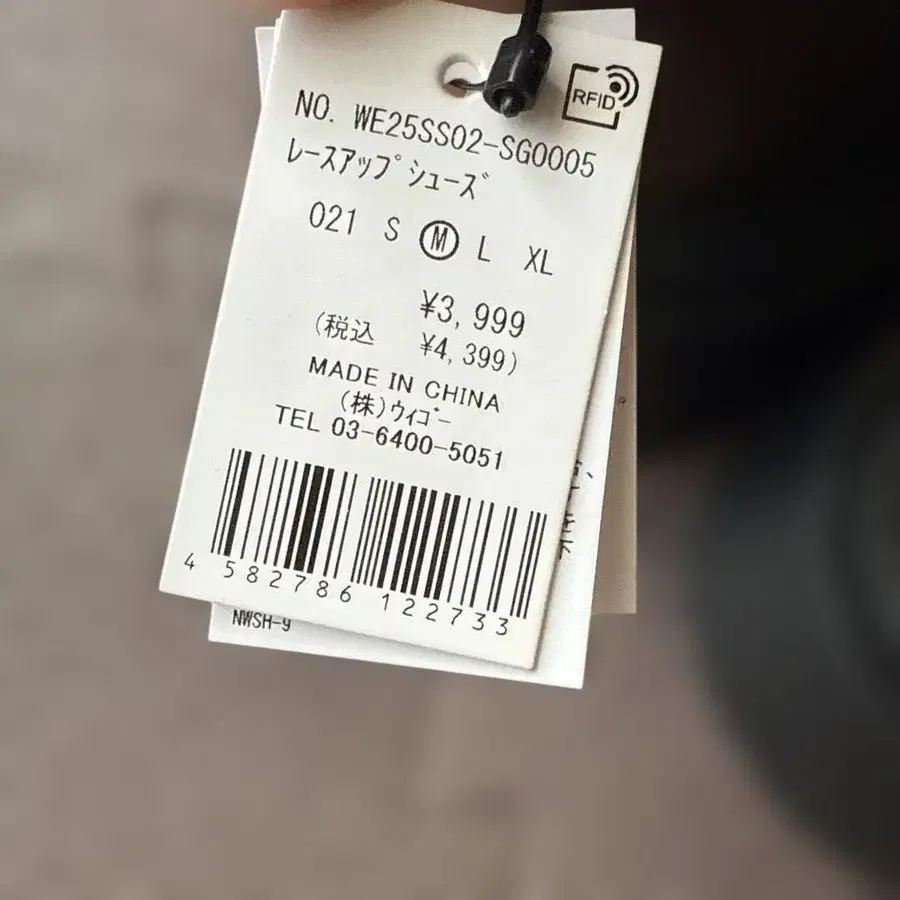 RFID
NO. WE25SS02-SG0005
レースアップシューズ
021 S M L XL
¥3,999
(税込 ¥4,399)
MADE IN CHINA
(株)ウィゴー
TEL 03-6400-5051
4 582786 122733
NWSH-9